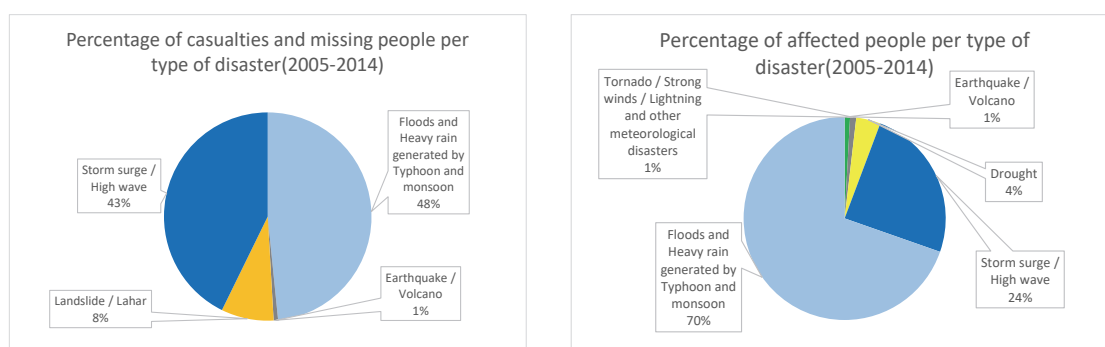 Percentage of casualties and missing people per
type of disaster(2005-2014)
Floods and
Heavy rain
generated by
Typhoon and
monsoon
48%
Storm surge /
High wave
43%
Earthquake /
Volcano
1%
Landslide / Lahar
8%
Percentage of affected people per type of
disaster(2005-2014)
Tornado / Strong
winds / Lightning
and other
meteorological
disasters
1%
Earthquake /
Volcano
1%
Drought
4%
Storm surge /
High wave
24%
Floods and
Heavy rain
generated by
Typhoon and
monsoon
70%